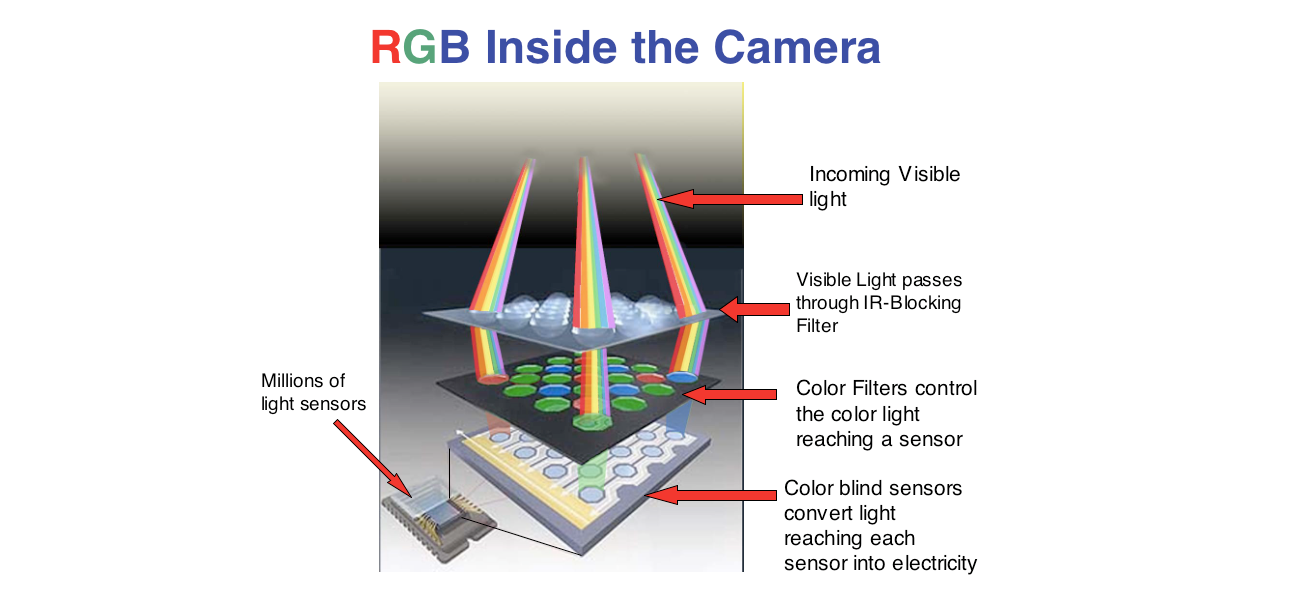 RGB Inside the Camera
Incoming Visible
light
Visible Light passes
through IR-Blocking
Filter
Millions of
light sensors
Color Filters control
the color light
reaching a sensor
Color blind sensors
convert light
reaching each
sensor into electricity